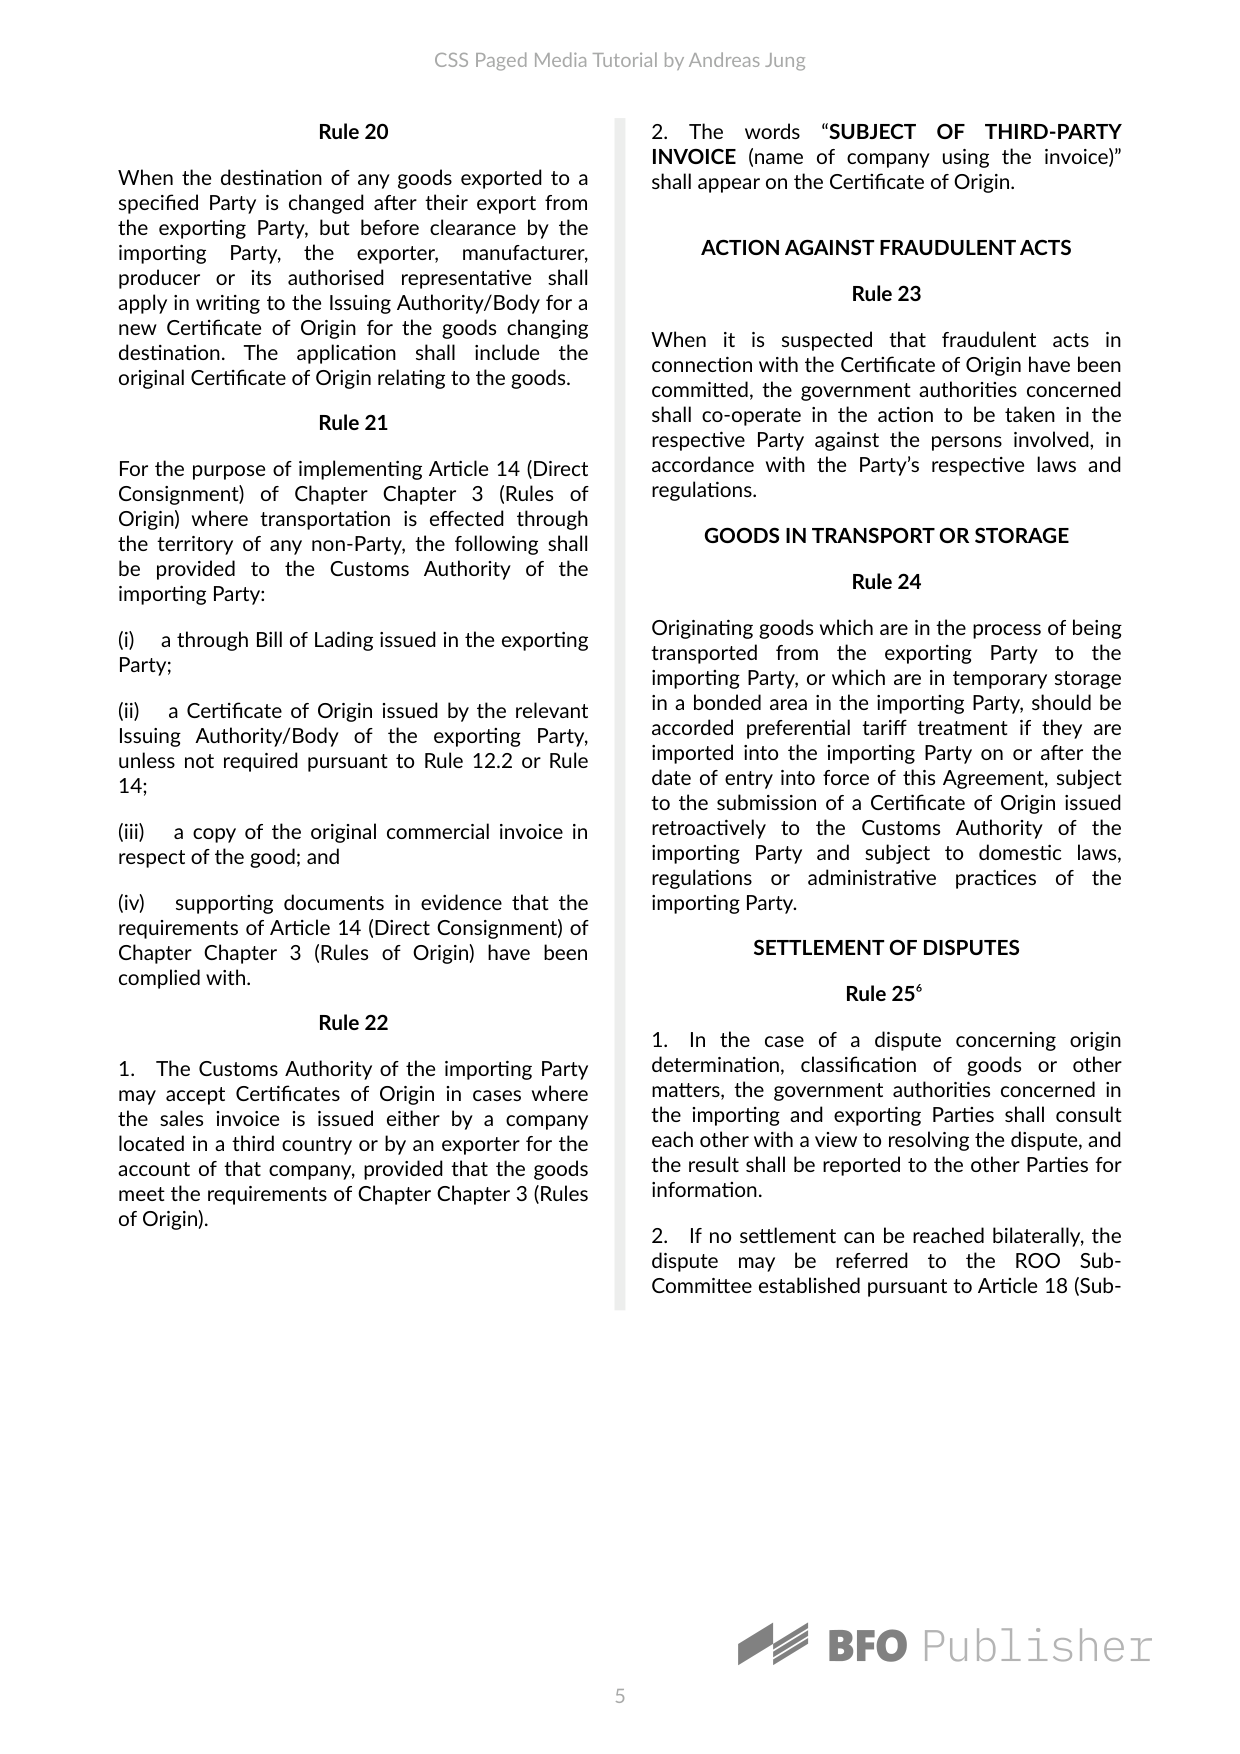 CSS Paged Media Tutorial by Andreas Jung
Rule 20
When the destination of any goods exported to a
specified Party is changed after their export from
the exporting Party, but before clearance by the
importing Party, the exporter, manufacturer,
producer or its authorised representative shall
apply in writing to the Issuing Authority/Body for a
new Certificate of Origin for the goods changing
destination. The application shall include the
original Certificate of Origin relating to the goods.
Rule 21
For the purpose of implementing Article 14 (Direct
Consignment) of Chapter Chapter 3 (Rules of
Origin) where transportation is effected through
the territory of any non-Party, the following shall
be provided to the Customs Authority of the
importing Party:
(i) a through Bill of Lading issued in the exporting
Party;
(ii) a Certificate of Origin issued by the relevant
Issuing Authority/Body of the exporting Party,
unless not required pursuant to Rule 12.2 or Rule
14;
(iii) a copy of the original commercial invoice in
respect of the good; and
(iv) supporting documents in evidence that the
requirements of Article 14 (Direct Consignment) of
Chapter Chapter 3 (Rules of Origin) have been
complied with.
Rule 22
1. The Customs Authority of the importing Party
may accept Certificates of Origin in cases where
the sales invoice is issued either by a company
located in a third country or by an exporter for the
account of that company, provided that the goods
meet the requirements of Chapter Chapter 3 (Rules
of Origin).
2. The words “SUBJECT OF THIRD-PARTY
INVOICE (name of company using the invoice)”
shall appear on the Certificate of Origin.
ACTION AGAINST FRAUDULENT ACTS
Rule 23
When it is suspected that fraudulent acts in
connection with the Certificate of Origin have been
committed, the government authorities concerned
shall co-operate in the action to be taken in the
respective Party against the persons involved, in
accordance with the Party’s respective laws and
regulations.
GOODS IN TRANSPORT OR STORAGE
Rule 24
Originating goods which are in the process of being
transported from the exporting Party to the
importing Party, or which are in temporary storage
in a bonded area in the importing Party, should be
accorded preferential tariff treatment if they are
imported into the importing Party on or after the
date of entry into force of this Agreement, subject
to the submission of a Certificate of Origin issued
retroactively to the Customs Authority of the
importing Party and subject to domestic laws,
regulations or administrative practices of the
importing Party.
SETTLEMENT OF DISPUTES
Rule 25⁶
1. In the case of a dispute concerning origin
determination, classification of goods or other
matters, the government authorities concerned in
the importing and exporting Parties shall consult
each other with a view to resolving the dispute, and
the result shall be reported to the other Parties for
information.
2. If no settlement can be reached bilaterally, the
dispute may be referred to the ROO Sub-
Committee established pursuant to Article 18 (Sub-
BFO Publisher
5